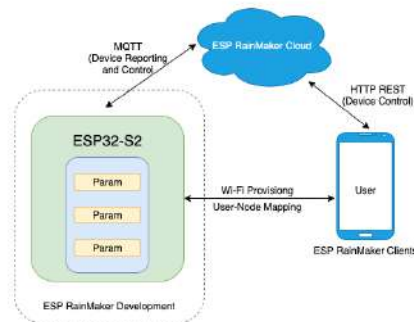 MQTT
(Device Reporting
and Control)
ESP RainMaker Cloud
HTTP REST
(Device Control)
ESP32-S2
Param
Param
Param
Wi-Fi Provisiong
User-Node Mapping
User
ESP RainMaker Clients
ESP RainMaker Development